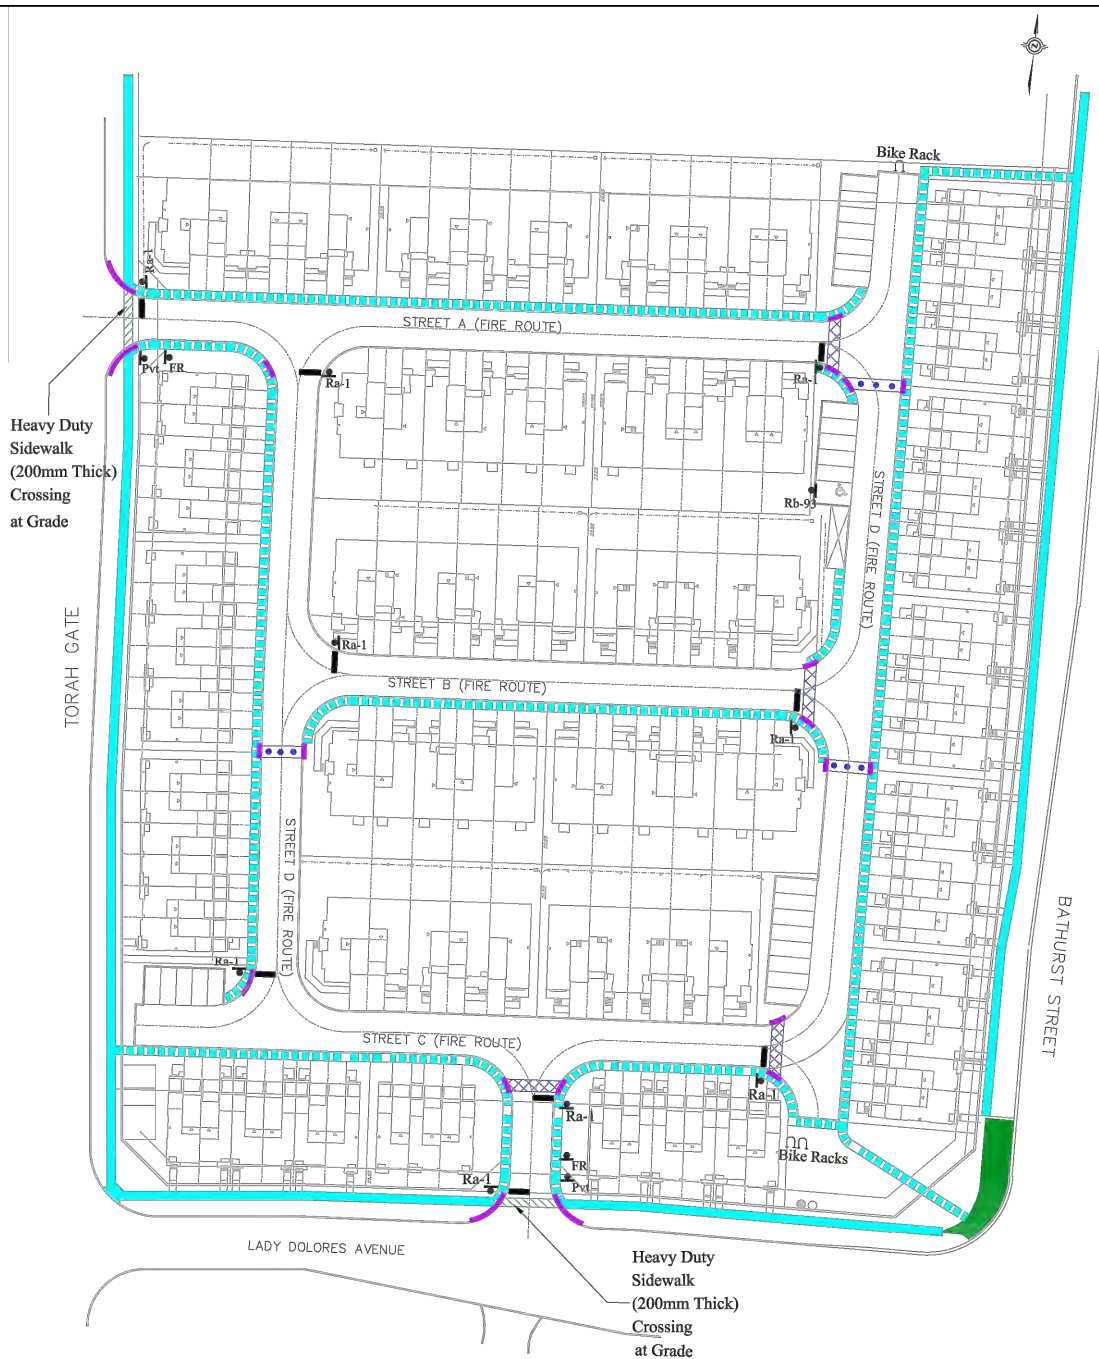 N
Bike Rack
Ra-1
STREET A (FIRE ROUTE)
Pvt
FR
Ra-1
Ra-1
Heavy Duty
Sidewalk
(200mm Thick)
Crossing
at Grade
Rb-93
STREET D (FIRE ROUTE)
TORAH GATE
Ra-1
STREET B (FIRE ROUTE)
Ra-1
STREET D (FIRE ROUTE)
BATHURST STREET
Ra-1
STREET C (FIRE ROUTE)
Ra-1
Ra-1
Bike Racks
FR
Ra-1
Pvt
LADY DOLORES AVENUE
Heavy Duty
Sidewalk
(200mm Thick)
Crossing
at Grade